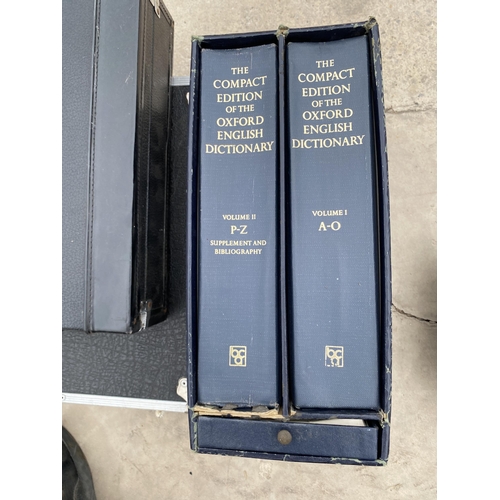 THE
COMPACT
EDITION
OF THE
OXFORD
ENGLISH
DICTIONARY
VOLUME II
P-Z
SUPPLEMENT AND
BIBLIOGRAPHY
THE
COMPACT
EDITION
OF THE
OXFORD
ENGLISH
DICTIONARY
VOLUME I
A-O